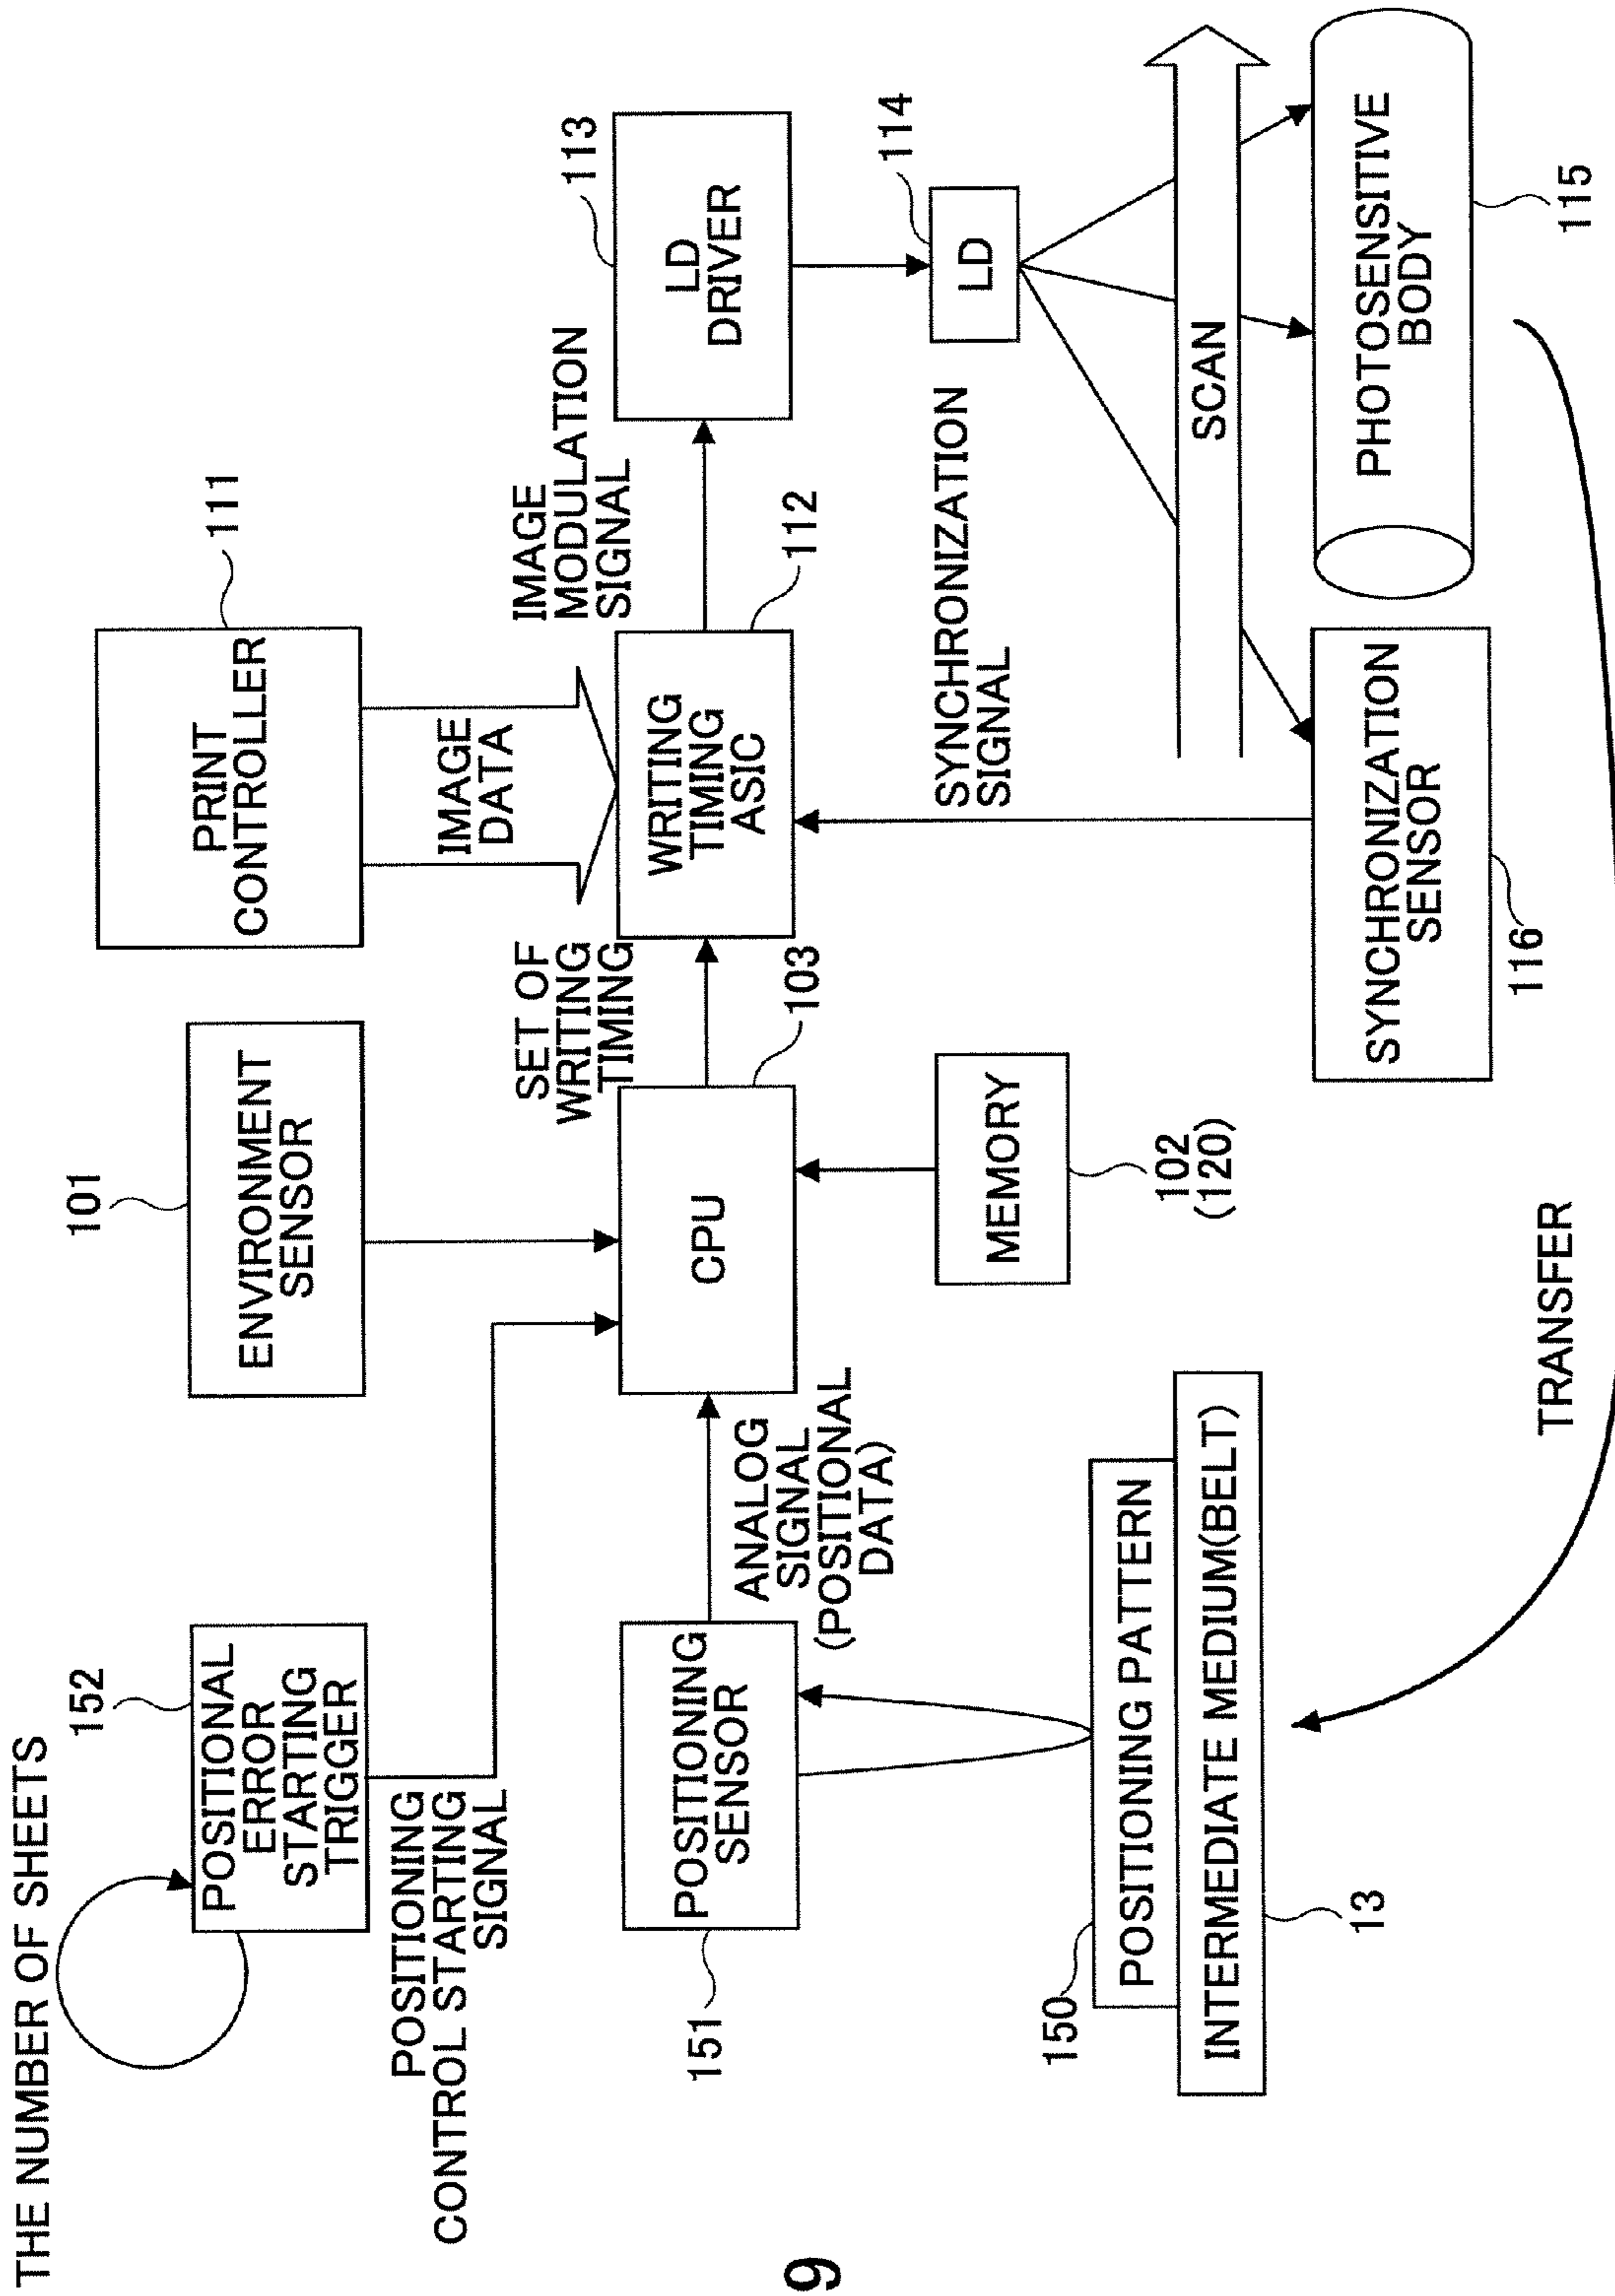 THE NUMBER OF SHEETS
152
POSITIONAL
ERROR
STARTING
TRIGGER
101
ENVIRONMENT
SENSOR
111
PRINT
CONTROLLER
POSITIONING
CONTROL STARTING
SIGNAL
IMAGE
DATA
SET OF
WRITING
TIMING
IMAGE
MODULATION
SIGNAL
113
LD
DRIVER
151
POSITIONING
SENSOR
ANALOG
SIGNAL
(POSITIONAL
DATA)
CPU
103
WRITING
TIMING
ASIC
112
114
LD
MEMORY
102
(120)
SYNCHRONIZATION
SIGNAL
SCAN
150
POSITIONING PATTERN
INTERMEDIATE MEDIUM(BELT)
13
SYNCHRONIZATION
SENSOR
116
PHOTOSENSITIVE
BODY
115
TRANSFER
9